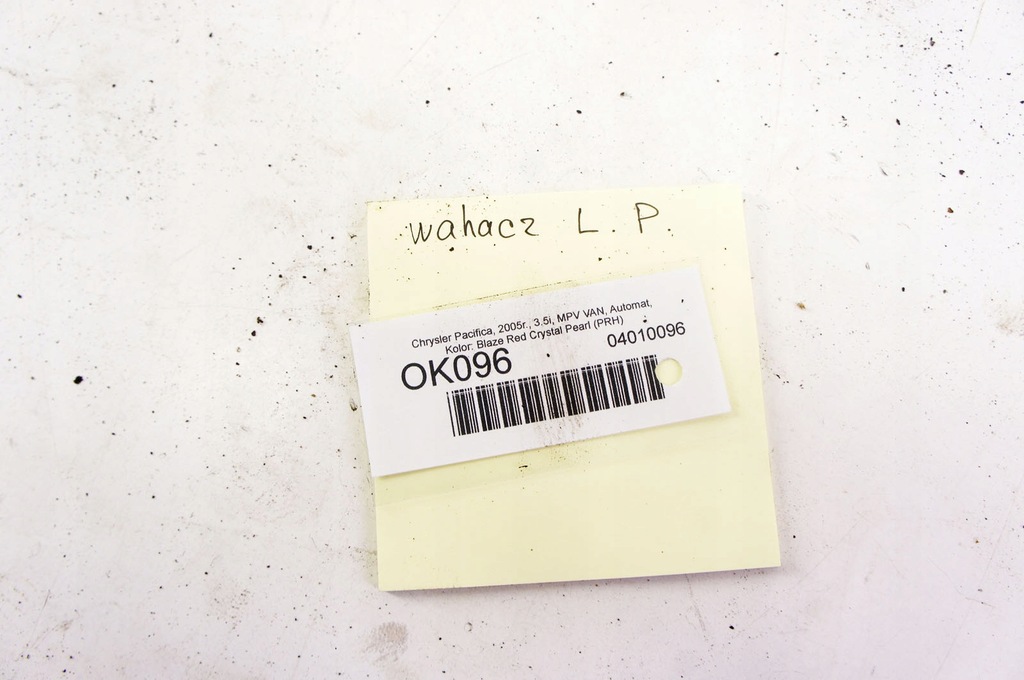 wahacz L. P.
Chrysler Pacifica, 2005r., 3.5i, MPV VAN, Automat,
Kolor: Blaze Red Crystal Pearl (PRH)
OK096 04010096